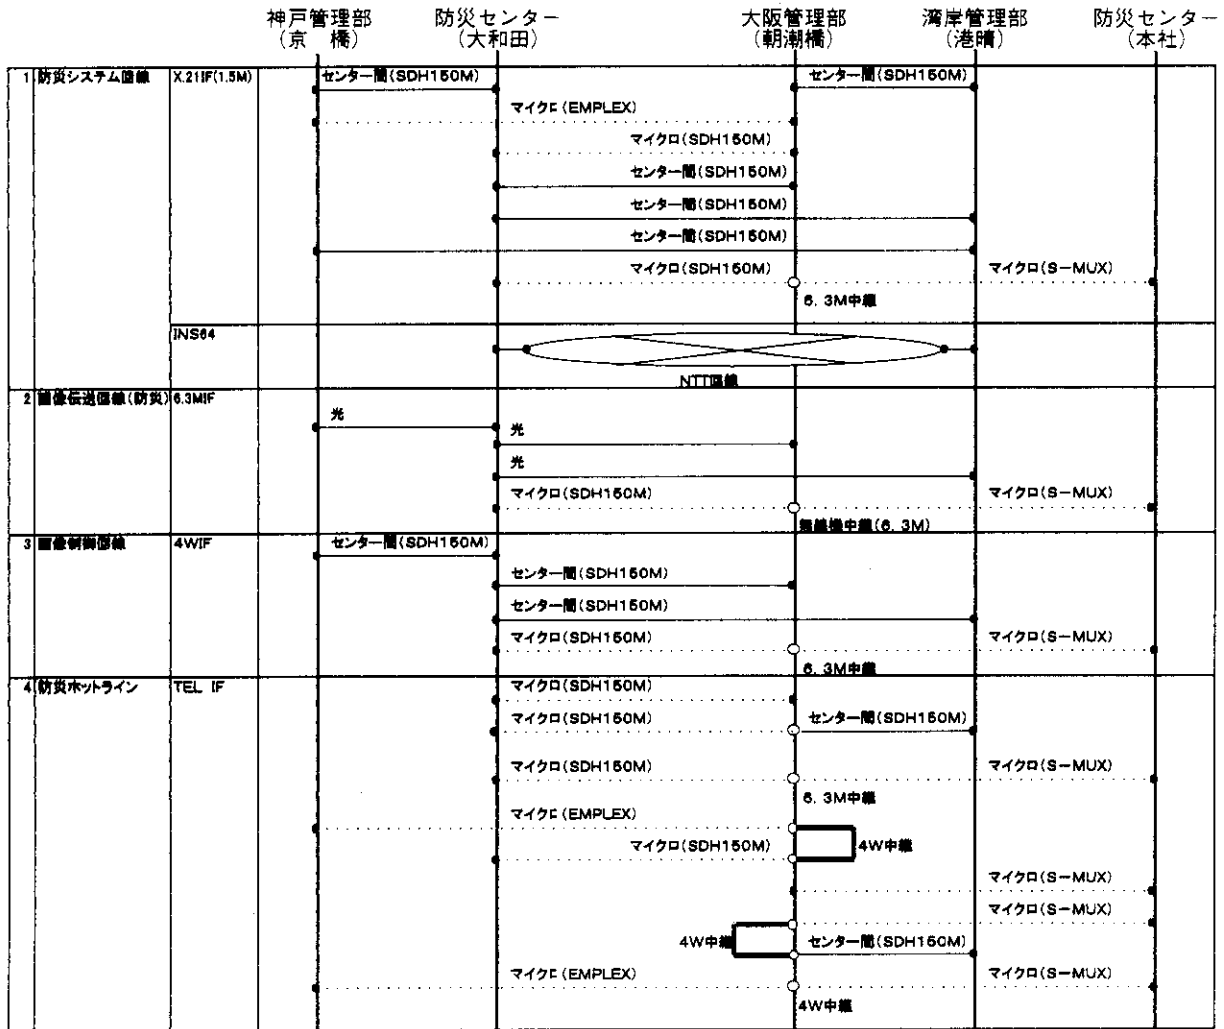 神戸管理部 防災センター 大阪管理部 湾岸管理部 防災センター
(京 橋) (大和田) (朝潮橋) (港晴) (本社)
1 防災システム回線 X.21IF(1.5M) センター間(SDH150M) センター間(SDH150M)
マイクロ(EMPLEX)
マイクロ(SDH150M)
センター間(SDH150M)
センター間(SDH150M)
センター間(SDH150M)
マイクロ(SDH150M) マイクロ(S-MUX)
6.3M中継
INS64
NTT回線
2 画像伝送回線(防災) 6.3MIF
光
光
光
マイクロ(SDH150M) マイクロ(S-MUX)
無線機中継(6.3M)
3 画像制御回線 4WIF センター間(SDH150M)
センター間(SDH150M)
センター間(SDH150M)
マイクロ(SDH150M) マイクロ(S-MUX)
6.3M中継
4 防災ホットライン TEL IF マイクロ(SDH150M)
マイクロ(SDH150M) センター間(SDH150M)
マイクロ(SDH150M) マイクロ(S-MUX)
6.3M中継
マイクロ(EMPLEX)
マイクロ(SDH150M) 4W中継
マイクロ(S-MUX)
マイクロ(S-MUX)
4W中継 センター間(SDH150M)
マイクロ(EMPLEX) マイクロ(S-MUX)
4W中継